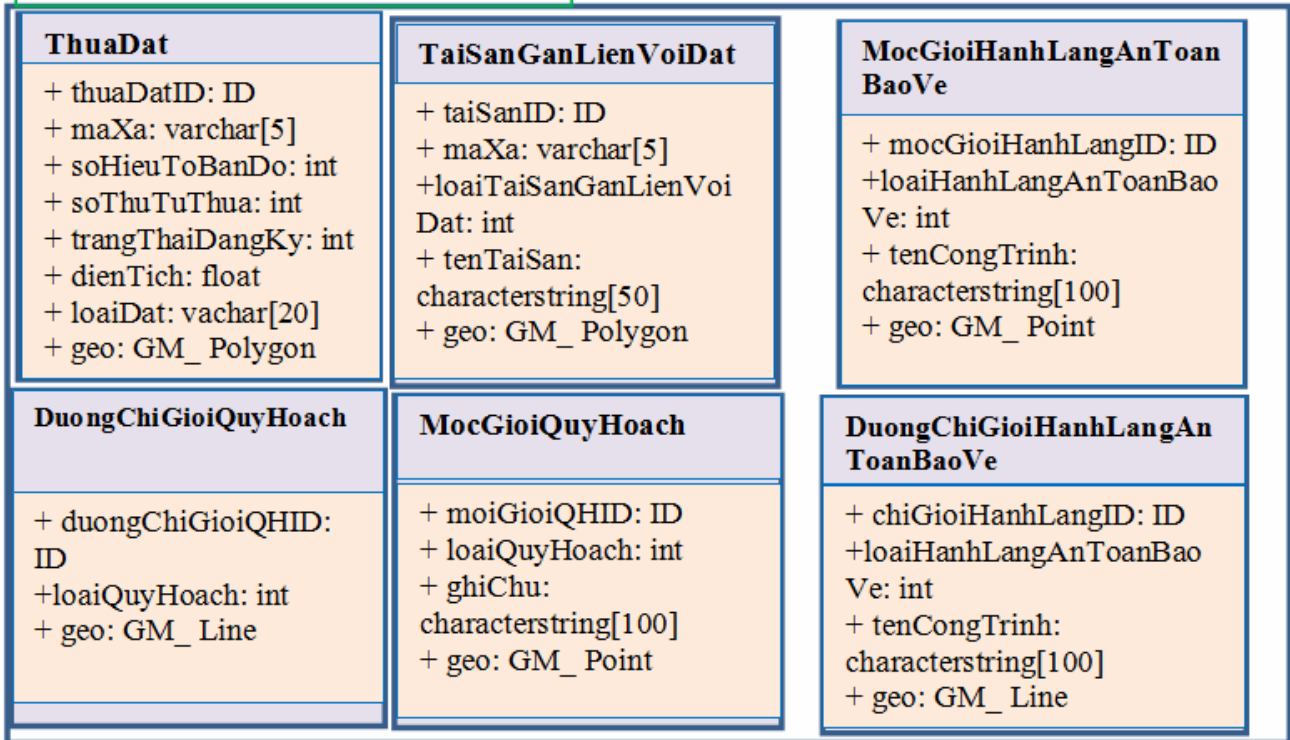 ThuaDat
+ thuaDatID: ID
+ maXa: varchar[5]
+ soHieuToBanDo: int
+ soThuTuThua: int
+ trangThaiDangKy: int
+ dienTich: float
+ loaiDat: vachar[20]
+ geo: GM_ Polygon
TaiSanGanLienVoiDat
+ taiSanID: ID
+ maXa: varchar[5]
+loaiTaiSanGanLienVoi
Dat: int
+ tenTaiSan:
characterstring[50]
+ geo: GM_ Polygon
MocGioiHanhLangAnToan
BaoVe
+ mocGioiHanhLangID: ID
+loaiHanhLangAnToanBao
Ve: int
+ tenCongTrinh:
characterstring[100]
+ geo: GM_ Point
DuongChiGioiQuyHoach
+ duongChiGioiQHID:
ID
+loaiQuyHoach: int
+ geo: GM_ Line
MocGioiQuyHoach
+ moiGioiQHID: ID
+ loaiQuyHoach: int
+ ghiChu:
characterstring[100]
+ geo: GM_ Point
DuongChiGioiHanhLangAn
ToanBaoVe
+ chiGioiHanhLangID: ID
+loaiHanhLangAnToanBao
Ve: int
+ tenCongTrinh:
characterstring[100]
+ geo: GM_ Line